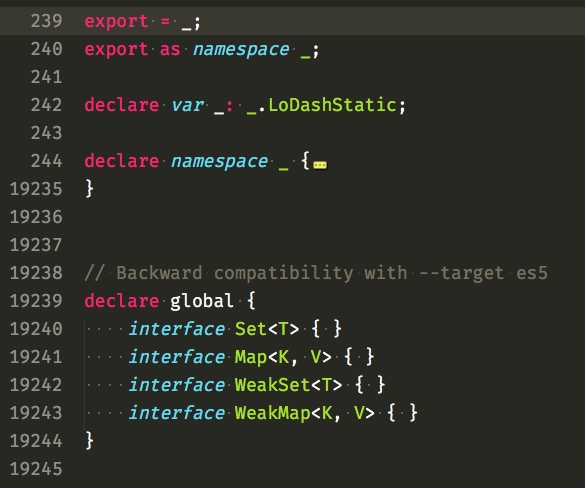 239 export = _;
240 export as namespace _;
241
242 declare var _: _.LoDashStatic;
243
244 declare namespace _ {
19235 }
19236
19237
19238 // Backward compatibility with --target es5
19239 declare global {
19240     interface Set<T> { }
19241     interface Map<K, V> { }
19242     interface WeakSet<T> { }
19243     interface WeakMap<K, V> { }
19244 }
19245